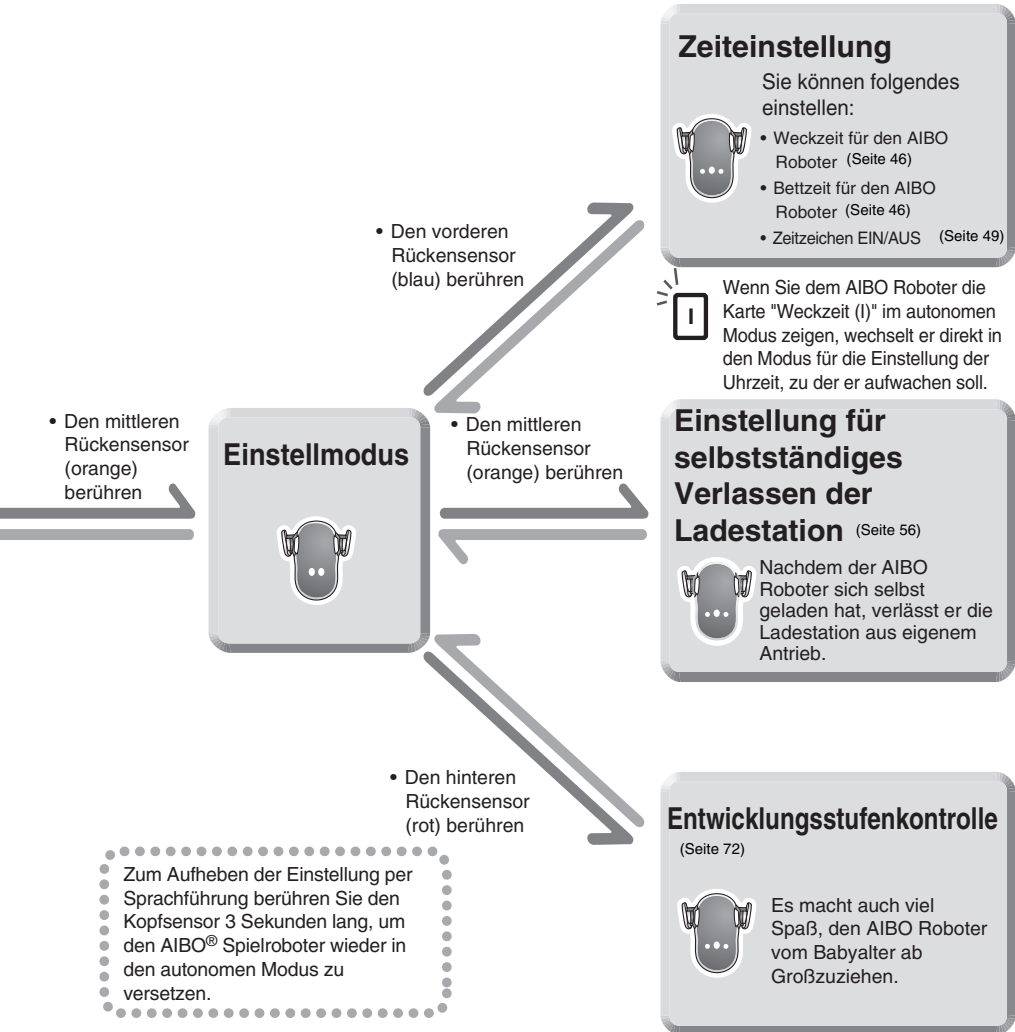 Zeiteinstellung
Sie können folgendes
einstellen:
• Weckzeit für den AIBO
Roboter (Seite 46)
• Bettzeit für den AIBO
Roboter (Seite 46)
• Zeitzeichen EIN/AUS (Seite 49)
• Den vorderen
Rückensensor
(blau) berühren
I
Wenn Sie dem AIBO Roboter die
Karte "Weckzeit (I)" im autonomen
Modus zeigen, wechselt er direkt in
den Modus für die Einstellung der
Uhrzeit, zu der er aufwachen soll.
• Den mittleren
Rückensensor
(orange)
berühren
Einstellmodus
• Den mittleren
Rückensensor
(orange) berühren
Einstellung für
selbstständiges
Verlassen der
Ladestation (Seite 56)
Nachdem der AIBO
Roboter sich selbst
geladen hat, verlässt er die
Ladestation aus eigenem
Antrieb.
• Den hinteren
Rückensensor
(rot) berühren
Entwicklungsstufenkontrolle
(Seite 72)
Es macht auch viel
Spaß, den AIBO Roboter
vom Babyalter ab
Großzuziehen.
Zum Aufheben der Einstellung per
Sprachführung berühren Sie den
Kopfsensor 3 Sekunden lang, um
den AIBO® Spielroboter wieder in
den autonomen Modus zu
versetzen.